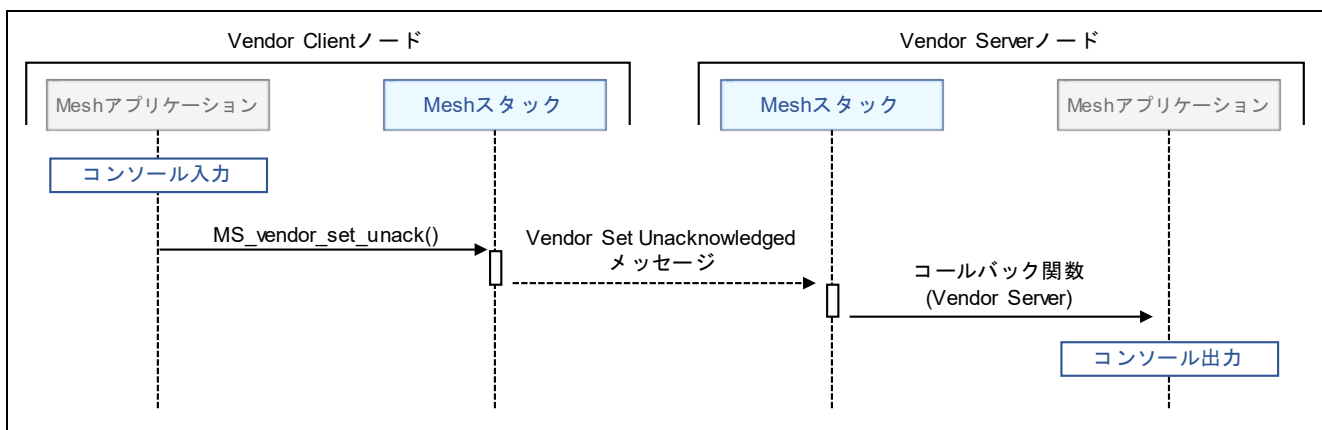 Vendor Clientノード
Vendor Serverノード
Meshアプリケーション
Meshスタック
Meshスタック
Meshアプリケーション
コンソール入力
MS_vendor_set_unack()
Vendor Set Unacknowledged
メッセージ
コールバック関数
(Vendor Server)
コンソール出力